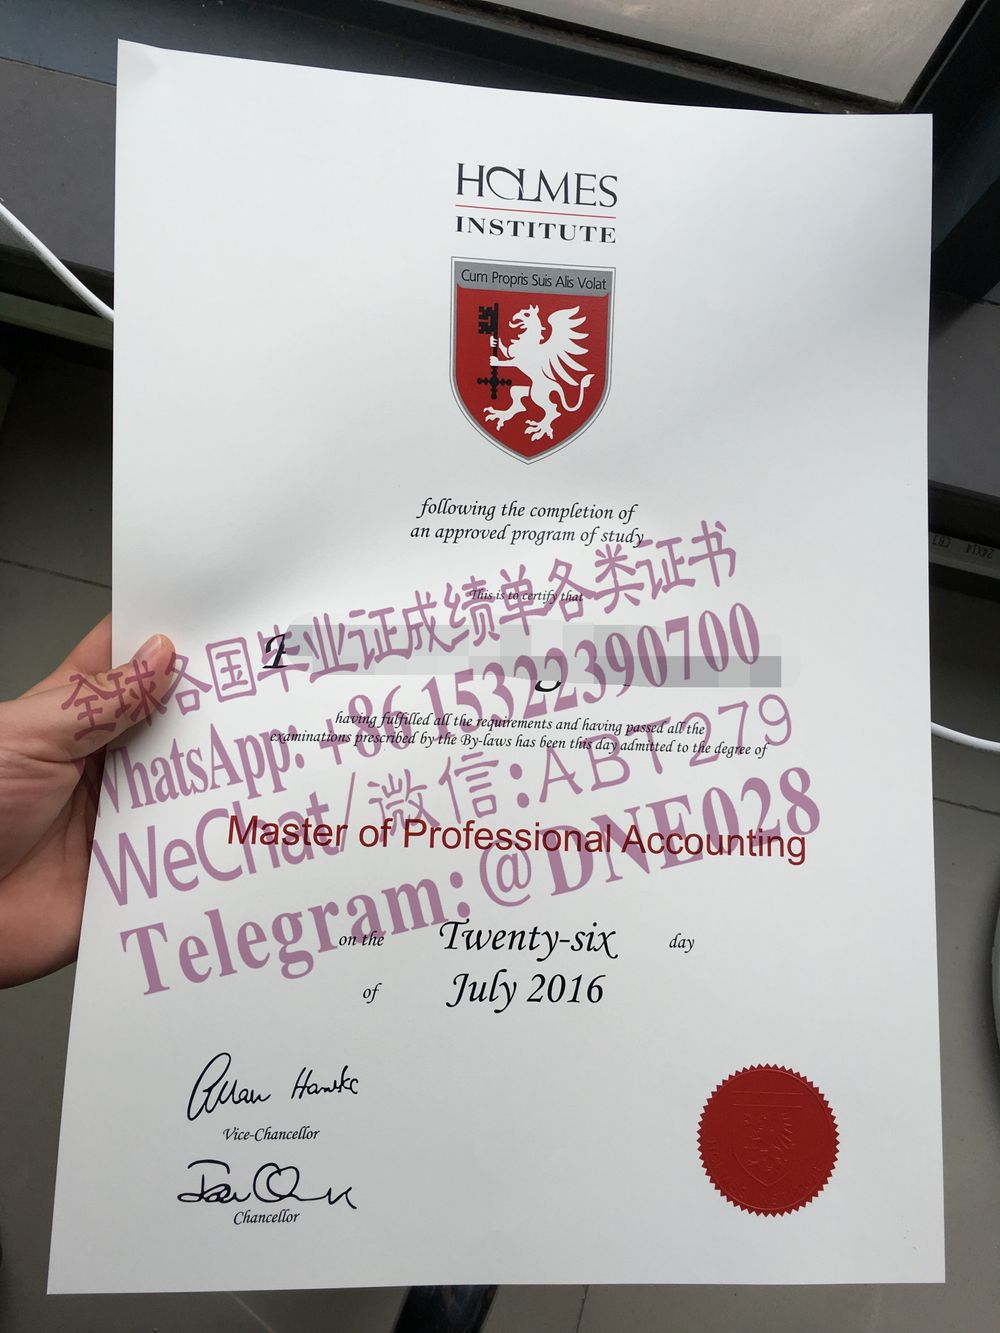 HOLMES
INSTITUTE
Cum Propris Suis Alis Volat
following the completion of
an approved program of study
This is to certify that
全球各国毕业证成绩单各类证书
WhatsApp: +86 15322390700
having fulfilled all the requirements and having passed all the
examinations prescribed by the By-laws has been this day admitted to the degree of
WeChat/微信:ABT279
Master of Professional Accounting
Telegram:@DNE028
on the Twenty-six day
of July 2016
Vice-Chancellor
Chancellor